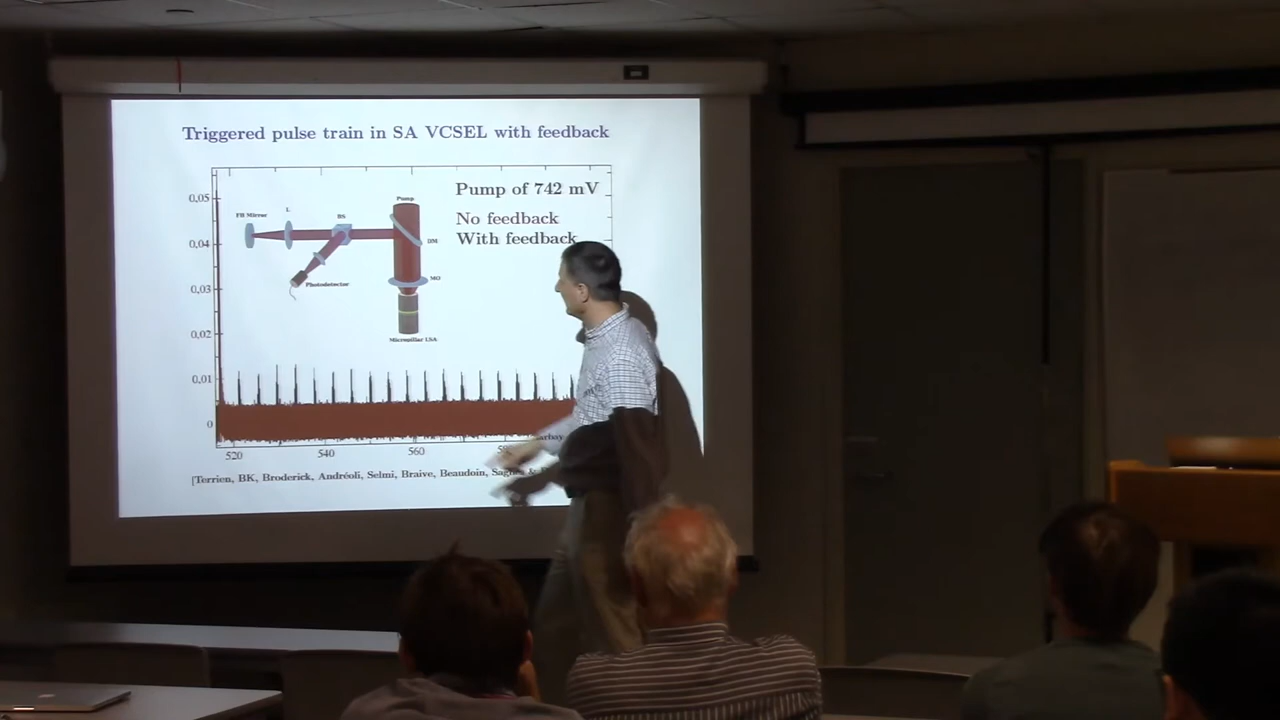 Triggered pulse train in SA VCSEL with feedback
Pump of 742 mV
No feedback
With feedback
Pump
FB Mirror
L
BS
DM
Photodetector
MO
Micropillar LSA
0,05
0,04
0,03
0,02
0,01
0
520
540
560
[Terrien, BK, Broderick, Andréoli, Selmi, Braive, Beaudoin,